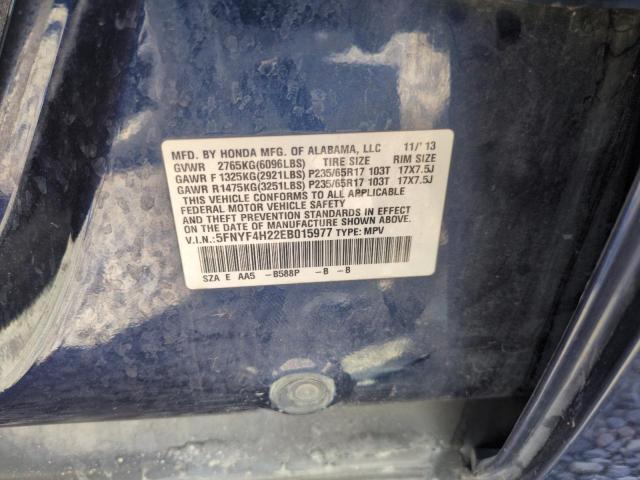 MFD. BY HONDA MFG. OF ALABAMA, LLC 11/'13
GVWR 2765KG(6096LBS) TIRE SIZE RIM SIZE
GAWR F 1325KG(2921LBS) P235/65R17 103T 17X7.5J
GAWR R1475KG(3251LBS) P235/65R17 103T 17X7.5J
THIS VEHICLE CONFORMS TO ALL APPLICABLE
FEDERAL MOTOR VEHICLE SAFETY
AND THEFT PREVENTION STANDARDS IN EFFECT
ON THE DATE OF MANUFACTURE SHOWN ABOVE.
V.I.N.: 5FNYF4H22EB015977 TYPE: MPV
SZA E AA5 -B588P -B -B